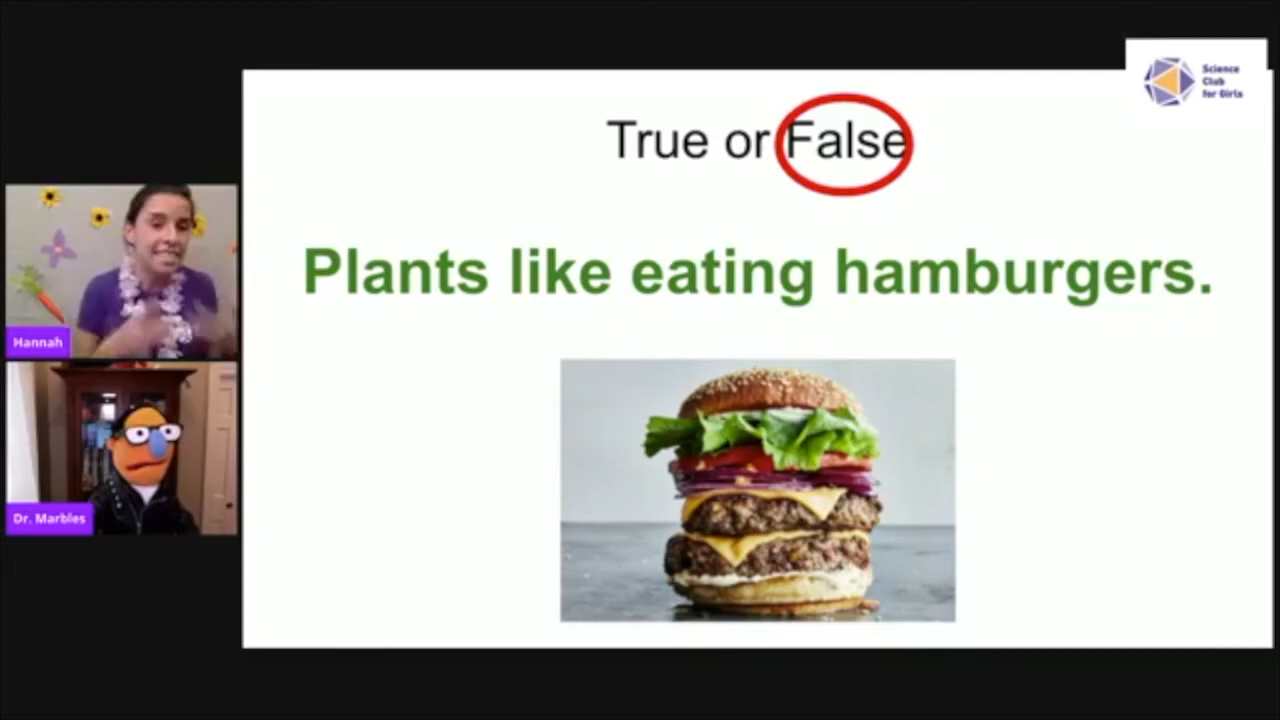 Science
Club
for Girls
True or False
Plants like eating hamburgers.
Hannah
Dr. Marbles